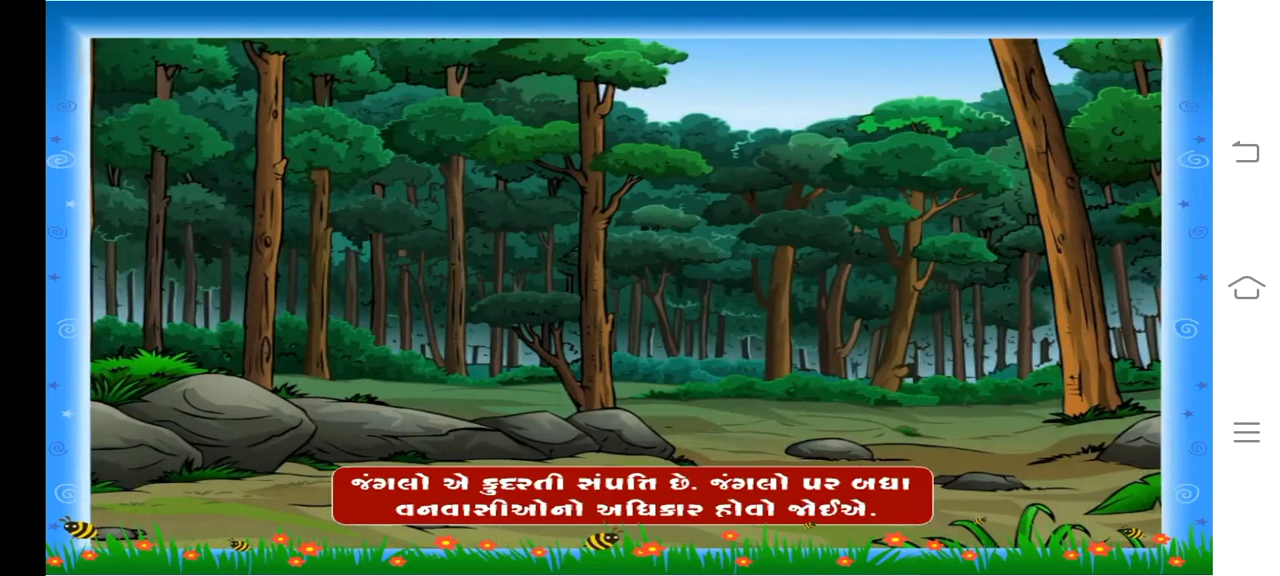 જંગલો એ કુદરતી સંપત્તિ છે. જંગલો પર બધા
વનવાસીઓનો અધિકાર હોવો જોઈએ.